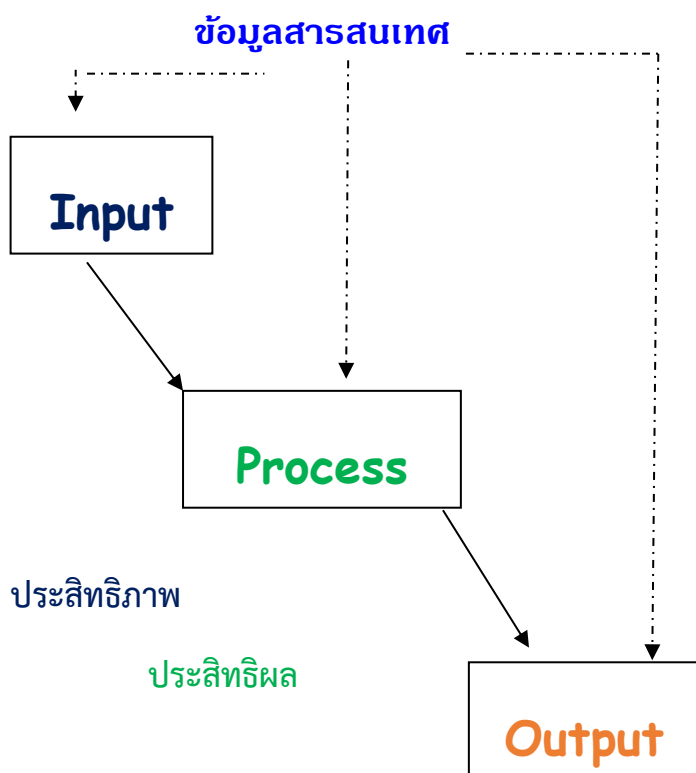 ข้อมูลสารสนเทศ
Input
Process
ประสิทธิภาพ
ประสิทธิผล
Output